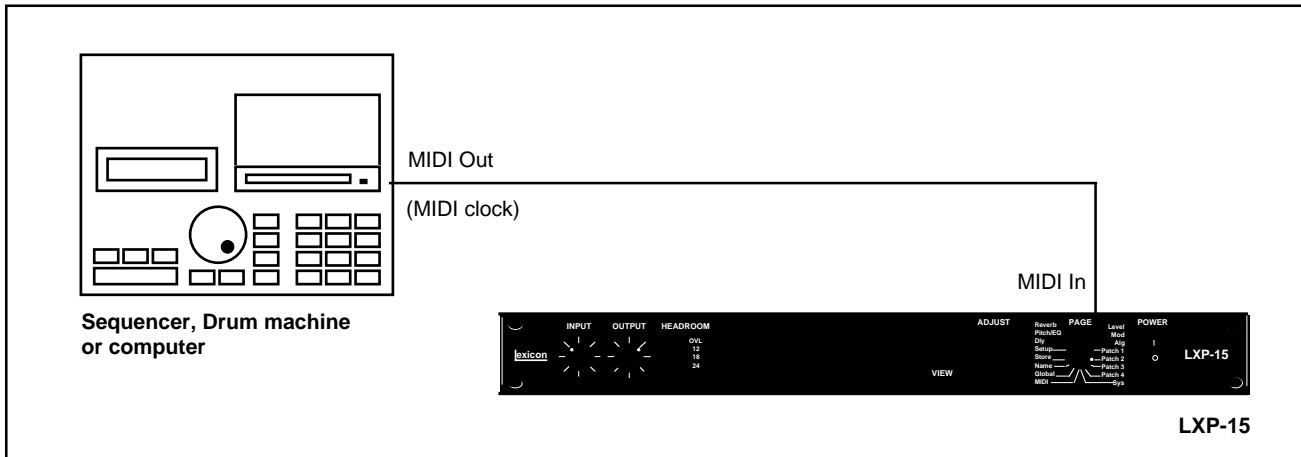 MIDI Out
(MIDI clock)
MIDI In
Sequencer, Drum machine
or computer
lexicon
INPUT OUTPUT HEADROOM
OVL
12
18
24
ADJUST
VIEW
PAGE
Reverb
Pitch/EQ
Dly
Setup
Store
Name
Global
MIDI
Level
Mod
Alg
Patch 1
Patch 2
Patch 3
Patch 4
Sys
POWER
I
O
LXP-15
LXP-15